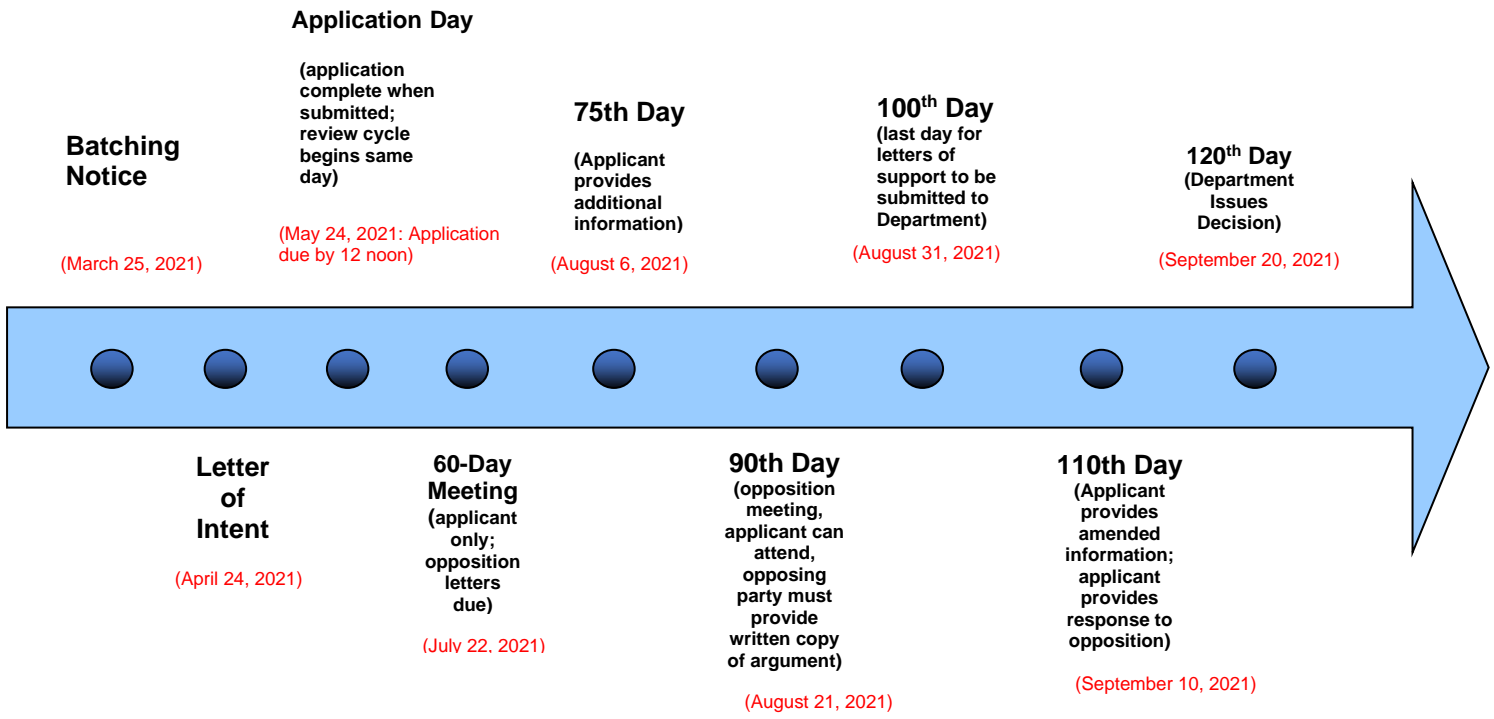 Batching
Notice
(March 25, 2021)
Letter
of
Intent
(April 24, 2021)
Application Day
(application
complete when
submitted;
review cycle
begins same
day)
(May 24, 2021: Application
due by 12 noon)
60-Day
Meeting
(applicant
only;
opposition
letters
due)
(July 22, 2021)
75th Day
(Applicant
provides
additional
information)
(August 6, 2021)
90th Day
(opposition
meeting,
applicant can
attend,
opposing
party must
provide
written copy
of argument)
(August 21, 2021)
100th Day
(last day for
letters of
support to be
submitted to
Department)
(August 31, 2021)
110th Day
(Applicant
provides
amended
information;
applicant
provides
response to
opposition)
(September 10, 2021)
120th Day
(Department
Issues
Decision)
(September 20, 2021)